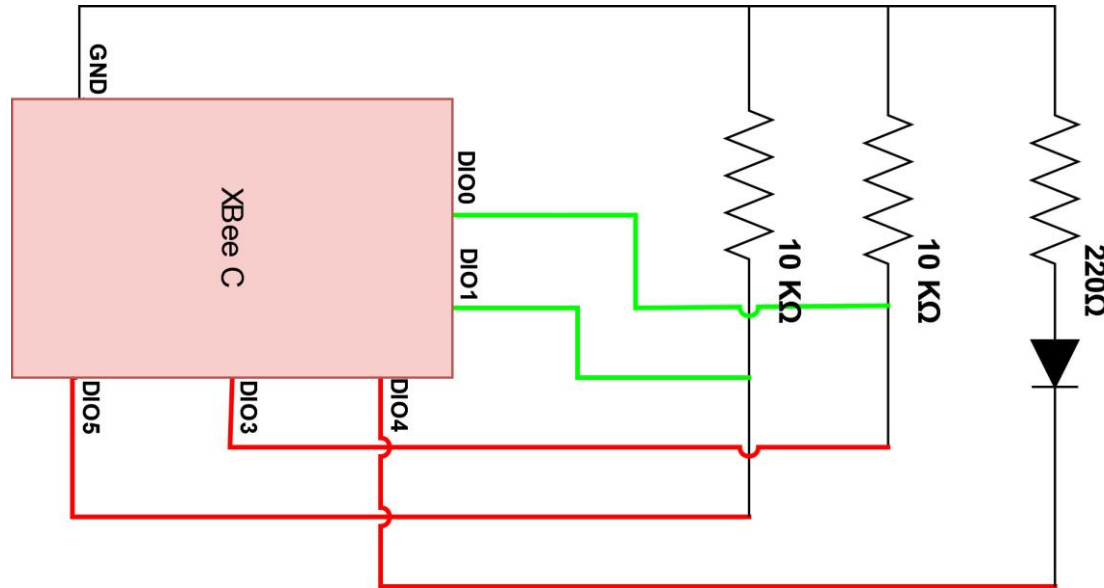 GND
XBee C
DIO0
DIO1
DIO5
DIO3
DIO4
10 KΩ
10 KΩ
220Ω